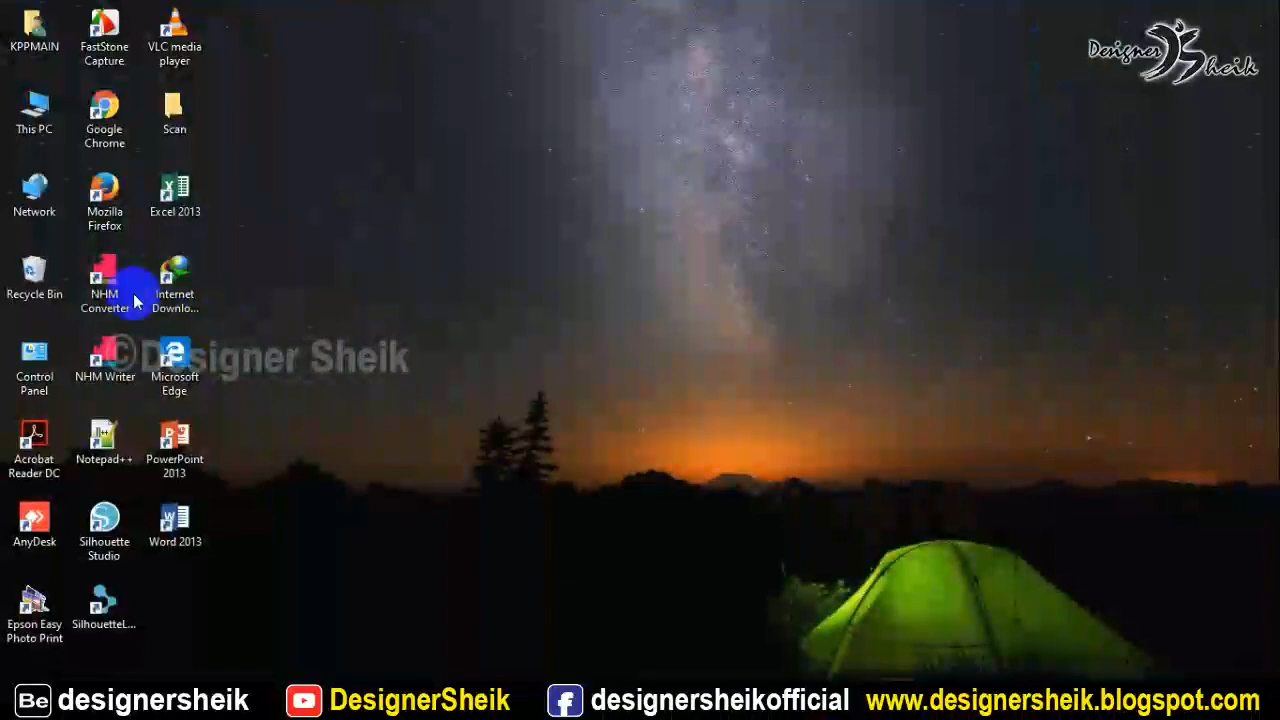 KPPMAIN
FastStone
Capture
VLC media
player
Designer Sheik
This PC
Google
Chrome
Scan
Network
Mozilla
Firefox
Excel 2013
Recycle Bin
NHM
Converter
Internet
Downlo...
©Designer Sheik
Control
Panel
NHM Writer
Microsoft
Edge
Acrobat
Reader DC
Notepad++
PowerPoint
2013
AnyDesk
Silhouette
Studio
Word 2013
Epson Easy
Photo Print
SilhouetteL...
Be designersheik
DesignerSheik
f designersheikofficial
www.designersheik.blogspot.com